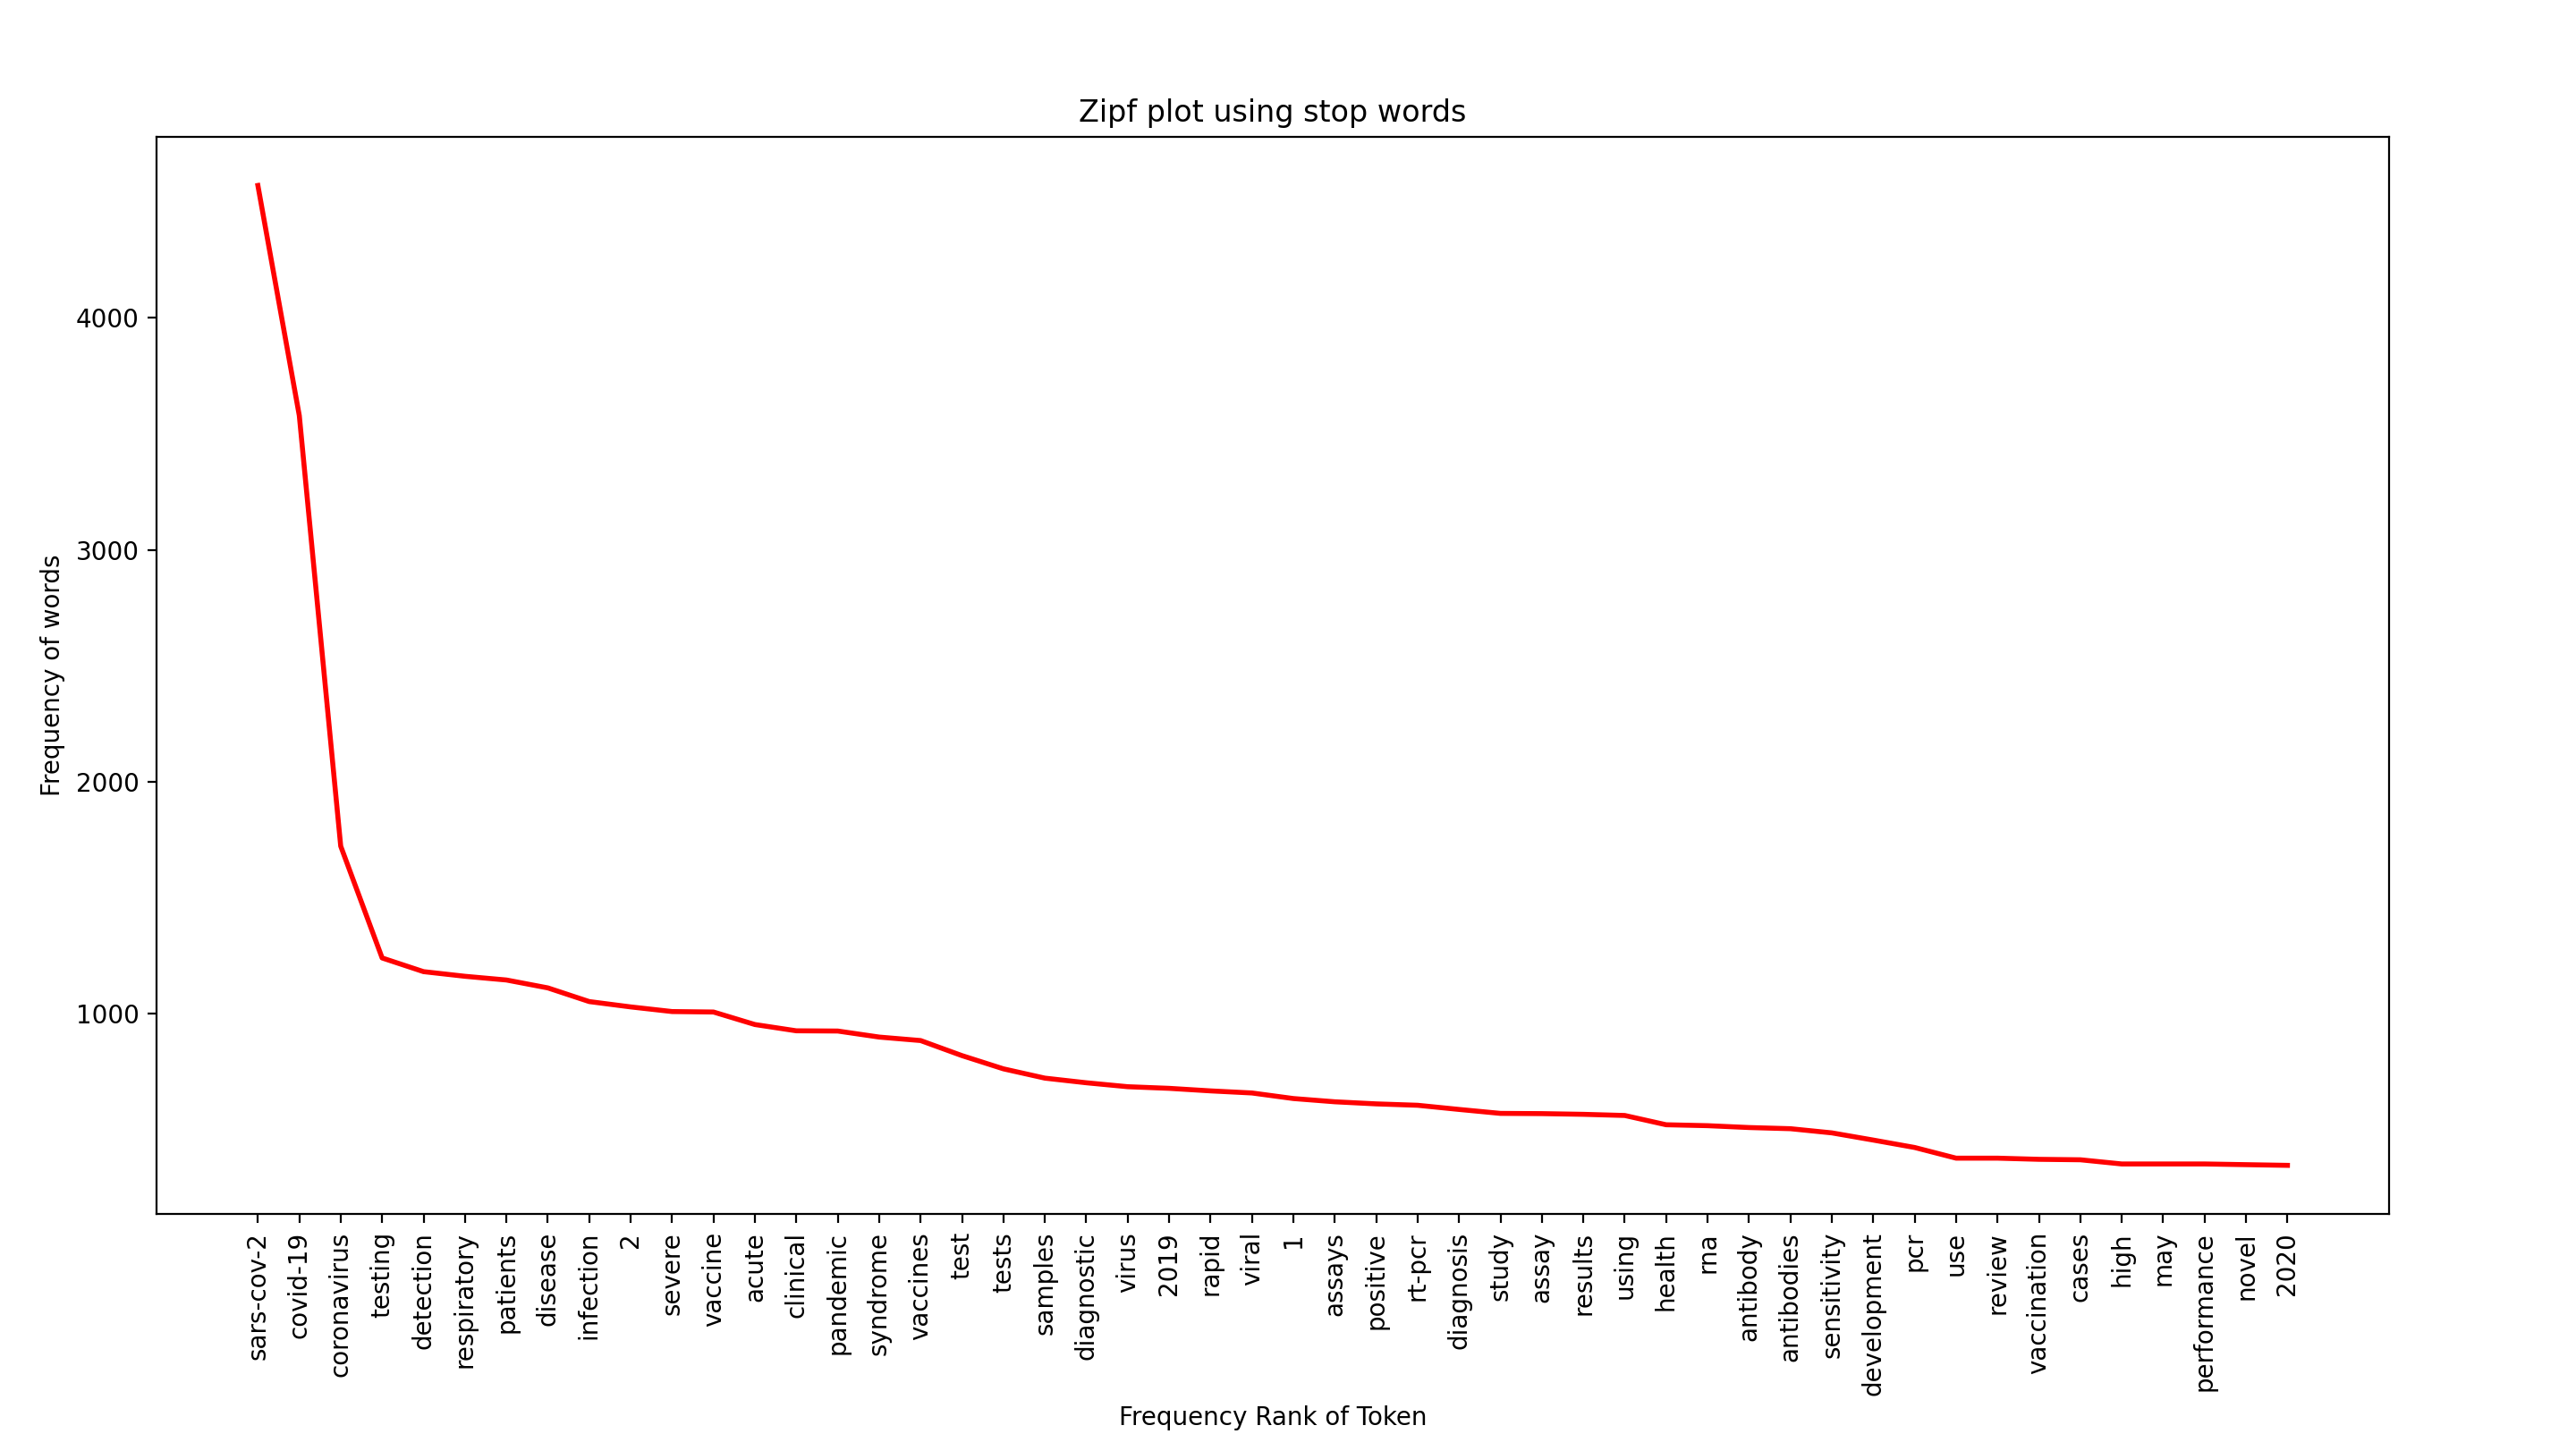 Zipf plot using stop words
Frequency of words
4000
3000
2000
1000
sars-cov-2
covid-19
coronavirus
testing
detection
respiratory
patients
disease
infection
2
severe
vaccine
acute
clinical
pandemic
syndrome
vaccines
test
tests
samples
diagnostic
virus
2019
rapid
viral
1
assays
positive
rt-pcr
diagnosis
study
assay
results
using
health
rna
antibody
antibodies
sensitivity
development
pcr
use
review
vaccination
cases
high
may
performance
novel
2020
Frequency Rank of Token